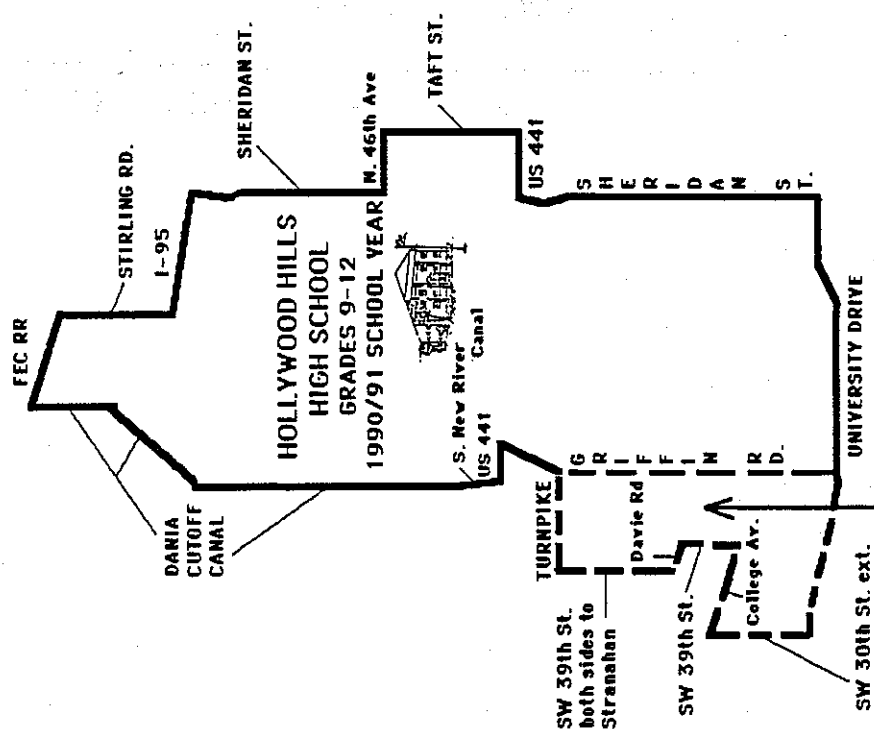 FEC RR
STIRLING RD.
I-95
SHERIDAN ST.
N. 46th Ave
TAFT ST.
US 441
SHERIDAN ST.
HOLLYWOOD HILLS
HIGH SCHOOL
GRADES 9-12
1990/91 SCHOOL YEAR
S. New River
Canal
US 441
DANIA
CUTOFF
CANAL
TURNPIKE
GRIFFIN RD.
Davie Rd
SW 39th St.
both sides to
Stranahan
SW 39th St.
College Av.
SW 30th St. ext.
UNIVERSITY DRIVE